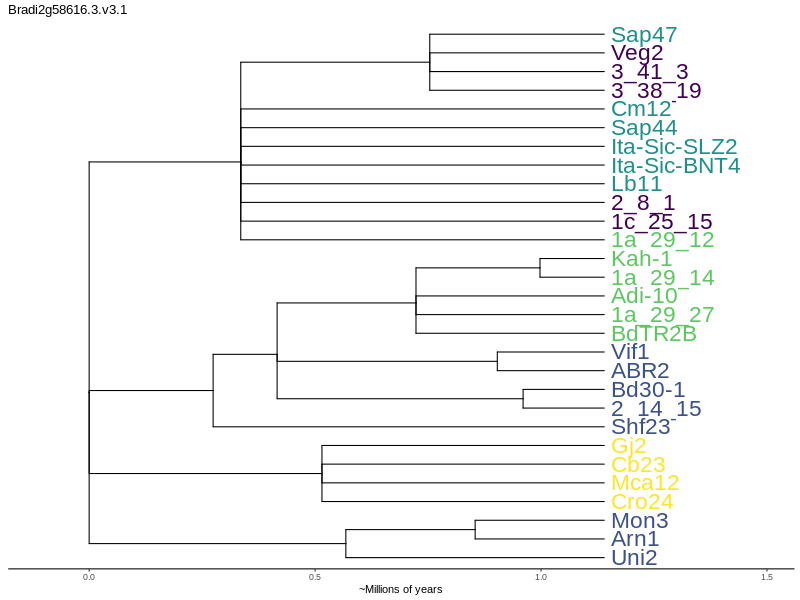 Bradi2g58616.3.v3.1
Sap47
Veg2
3_41_3
3_38_19
Cm12
Sap44
Ita-Sic-SLZ2
Ita-Sic-BNT4
Lb11
2_8_1
1c_25_15
1a_29_12
Kah-1
1a_29_14
Adi-10
1a_29_27
BdTR2B
Vif1
ABR2
Bd30-1
2_14_15
Shf23
Gj2
Cb23
Mca12
Cro24
Mon3
Arn1
Uni2
0.0 0.5 1.0 1.5
~Millions of years